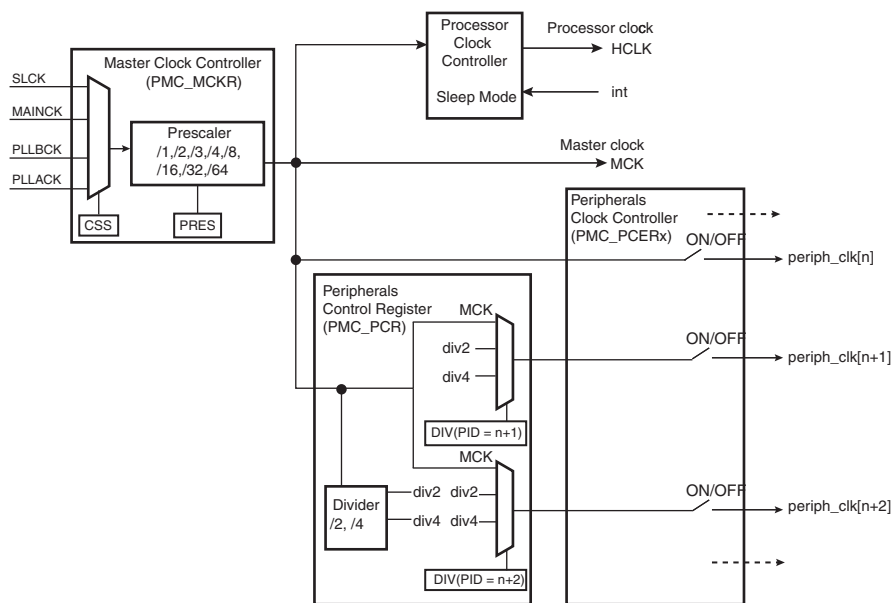 Processor
Clock
Controller
Sleep Mode
Processor clock
HCLK
int
Master Clock Controller
(PMC_MCKR)
SLCK
MAINCK
PLLBCK
PLLACK
Prescaler
/1,/2,/3,/4,/8,
/16,/32,/64
CSS
PRES
Master clock
MCK
Peripherals
Clock Controller
(PMC_PCERx)
ON/OFF
periph_clk[n]
Peripherals
Control Register
(PMC_PCR)
MCK
div2
div4
ON/OFF
periph_clk[n+1]
DIV(PID = n+1)
MCK
Divider
/2, /4
div2
div2
div4
div4
ON/OFF
periph_clk[n+2]
DIV(PID = n+2)